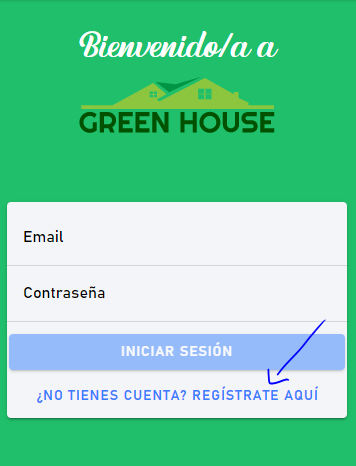 Bienvenido/a a
GREEN HOUSE
Email
Contraseña
INICIAR SESIÓN
¿NO TIENES CUENTA? REGÍSTRATE AQUÍ